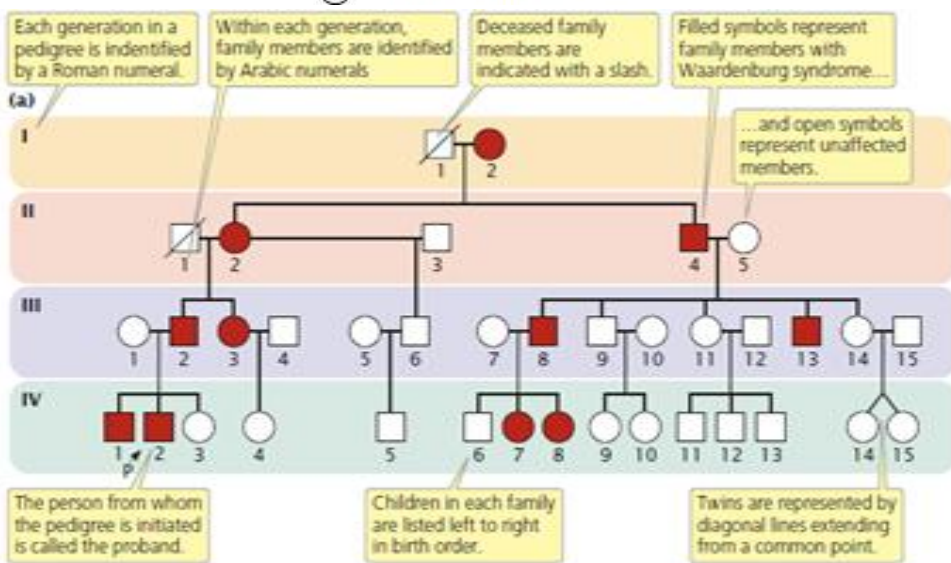 Each generation in a
pedigree is indentified
by a Roman numeral.
Within each generation,
family members are identified
by Arabic numerals
Deceased family
members are
indicated with a slash.
Filled symbols represent
family members with
Waardenburg syndrome....
(a)
...and open symbols
represent unaffected
members.
I
1 2
II
1 2 3 4 5
III
1 2 3 4 5 6 7 8 9 10 11 12 13 14 15
IV
1 2 3 4 5 6 7 8 9 10 11 12 13 14 15
P
The person from whom
the pedigree is initiated
is called the proband.
Children in each family
are listed left to right
in birth order.
Twins are represented by
diagonal lines extending
from a common point.